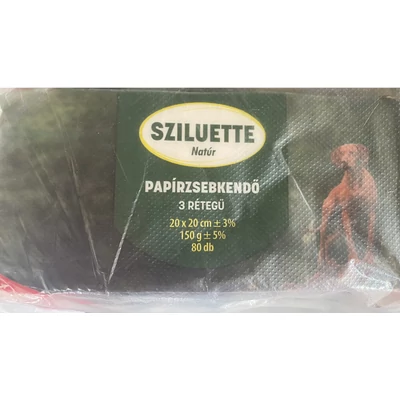 SZILUETTE
Natúr
PAPÍRZSEBKENDŐ
3 RÉTEGŰ
20 x 20 cm ± 3%
150 g ± 5%
80 db